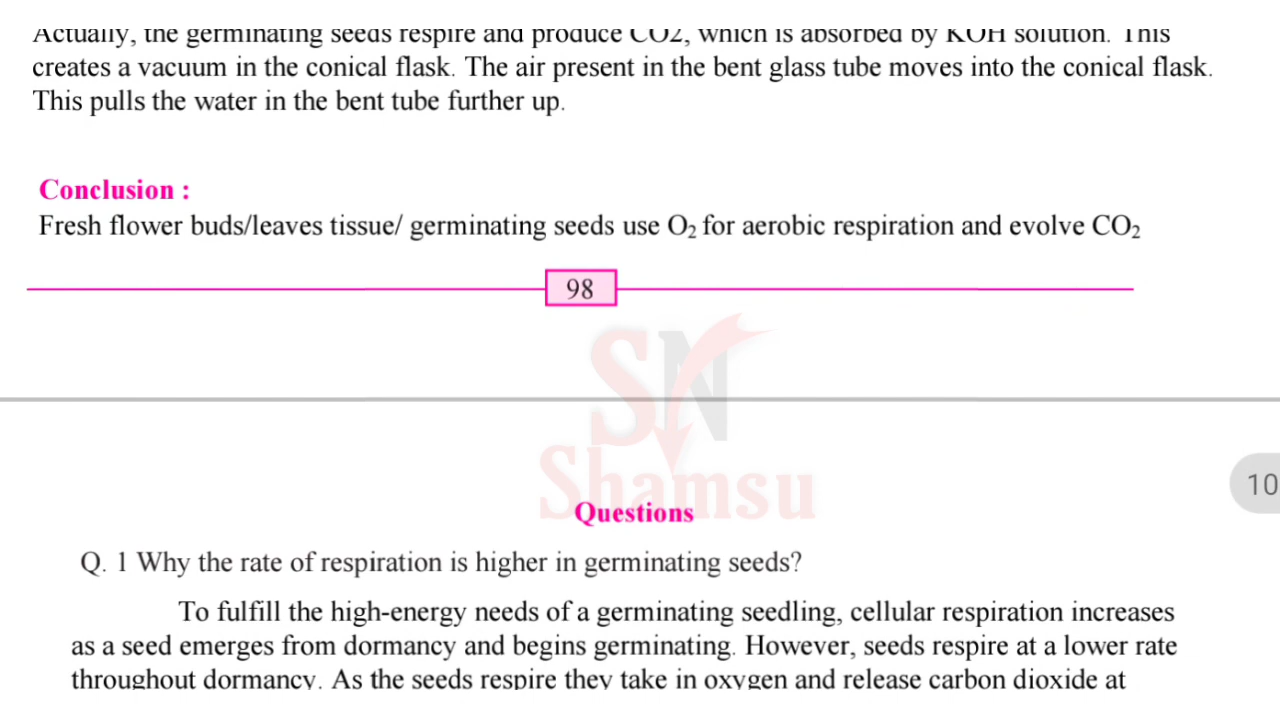 Actually, the germinating seeds respire and produce CO2, which is absorbed by KOH solution. This
creates a vacuum in the conical flask. The air present in the bent glass tube moves into the conical flask.
This pulls the water in the bent tube further up.
Conclusion :
Fresh flower buds/leaves tissue/ germinating seeds use O₂ for aerobic respiration and evolve CO₂
98
SN
Shamsu
10
Questions
Q. 1 Why the rate of respiration is higher in germinating seeds?
To fulfill the high-energy needs of a germinating seedling, cellular respiration increases
as a seed emerges from dormancy and begins germinating. However, seeds respire at a lower rate
throughout dormancy. As the seeds respire they take in oxygen and release carbon dioxide at